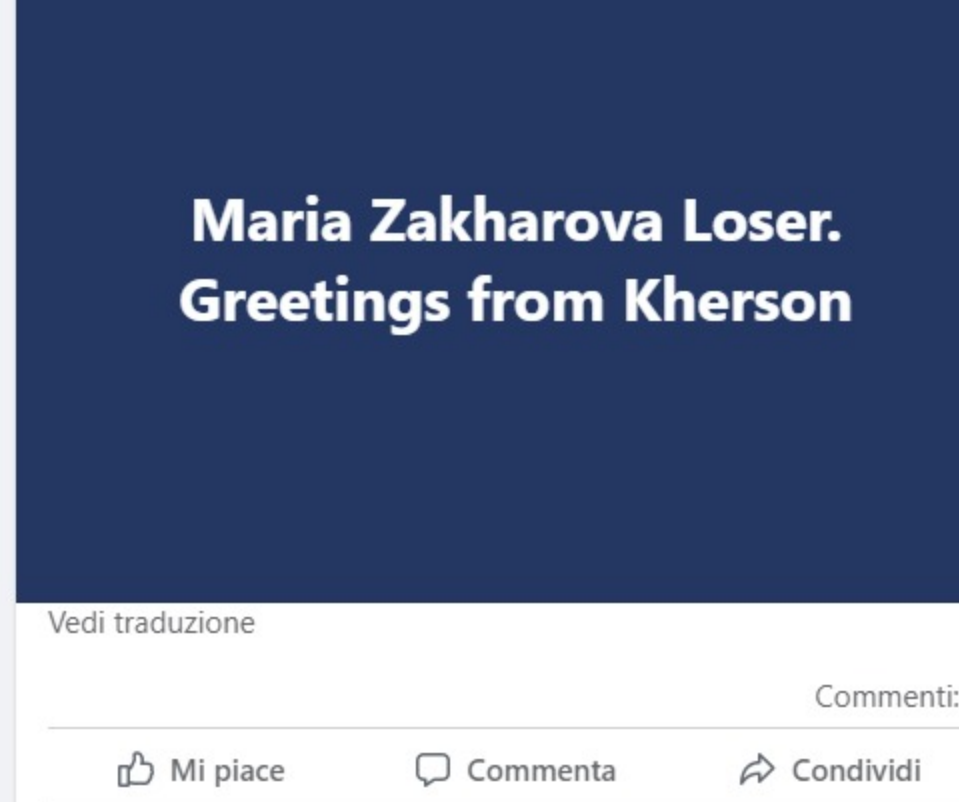 Maria Zakharova Loser.
Greetings from Kherson
Vedi traduzione
Commenti:
Mi piace
Commenta
Condividi